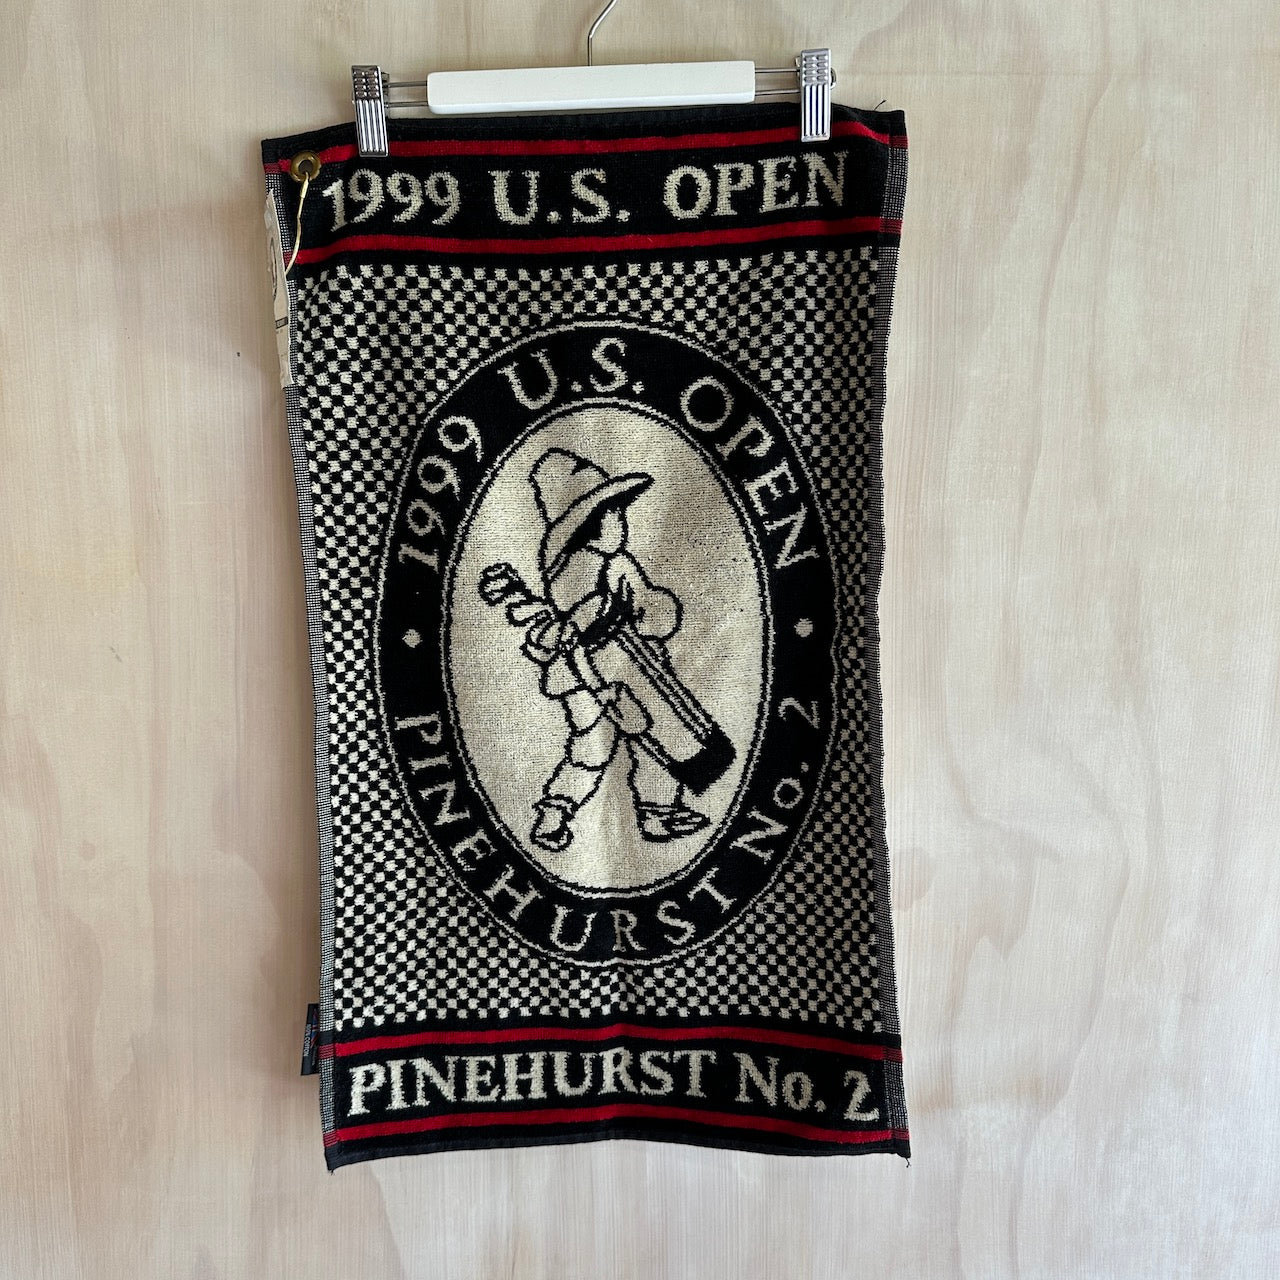 1999 U.S. OPEN
1999 U.S. OPEN
PINEHURST No. 2
PINEHURST No. 2